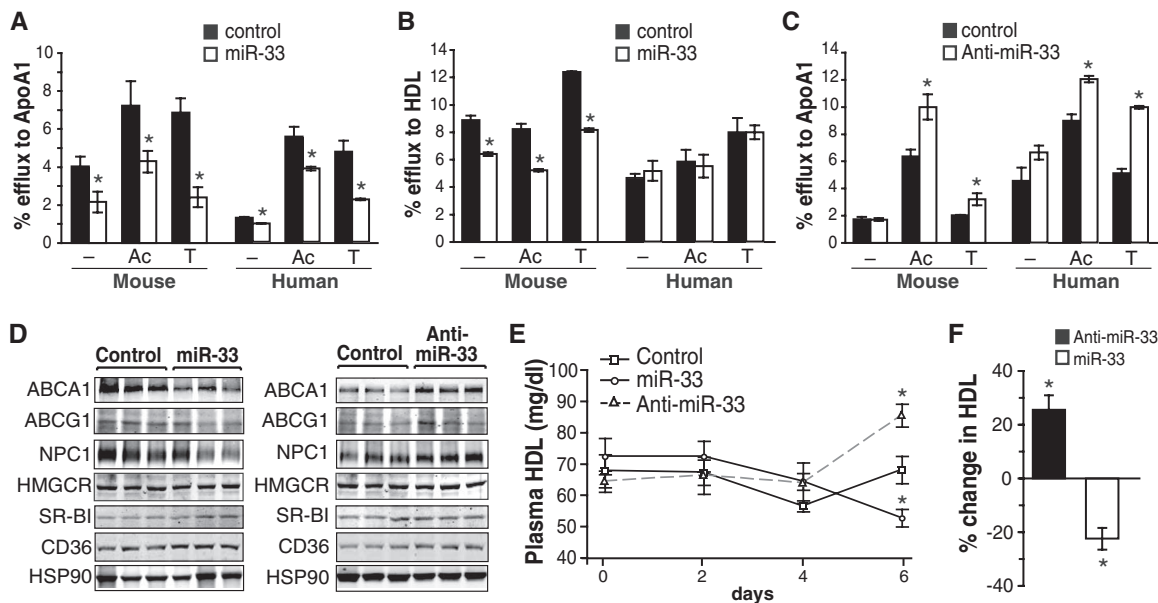 A
control
miR-33
% efflux to ApoA1
10
8
6
4
2
0
*
*
*
*
*
*
– Ac T – Ac T
Mouse Human
B
control
miR-33
% efflux to HDL
14
12
10
8
6
4
2
0
*
*
*
– Ac T – Ac T
Mouse Human
C
control
Anti-miR-33
% efflux to ApoA1
14
12
10
8
6
4
2
0
*
*
*
*
– Ac T – Ac T
Mouse Human
D
Control miR-33
ABCA1
ABCG1
NPC1
HMGCR
SR-BI
CD36
HSP90
Control Anti-
miR-33
ABCA1
ABCG1
NPC1
HMGCR
SR-BI
CD36
HSP90
E
Control
miR-33
Anti-miR-33
Plasma HDL (mg/dl)
100
90
80
70
60
50
40
*
*
0 2 4 6
days
F
Anti-miR-33
miR-33
% change in HDL
40
20
0
-20
-40
*
*